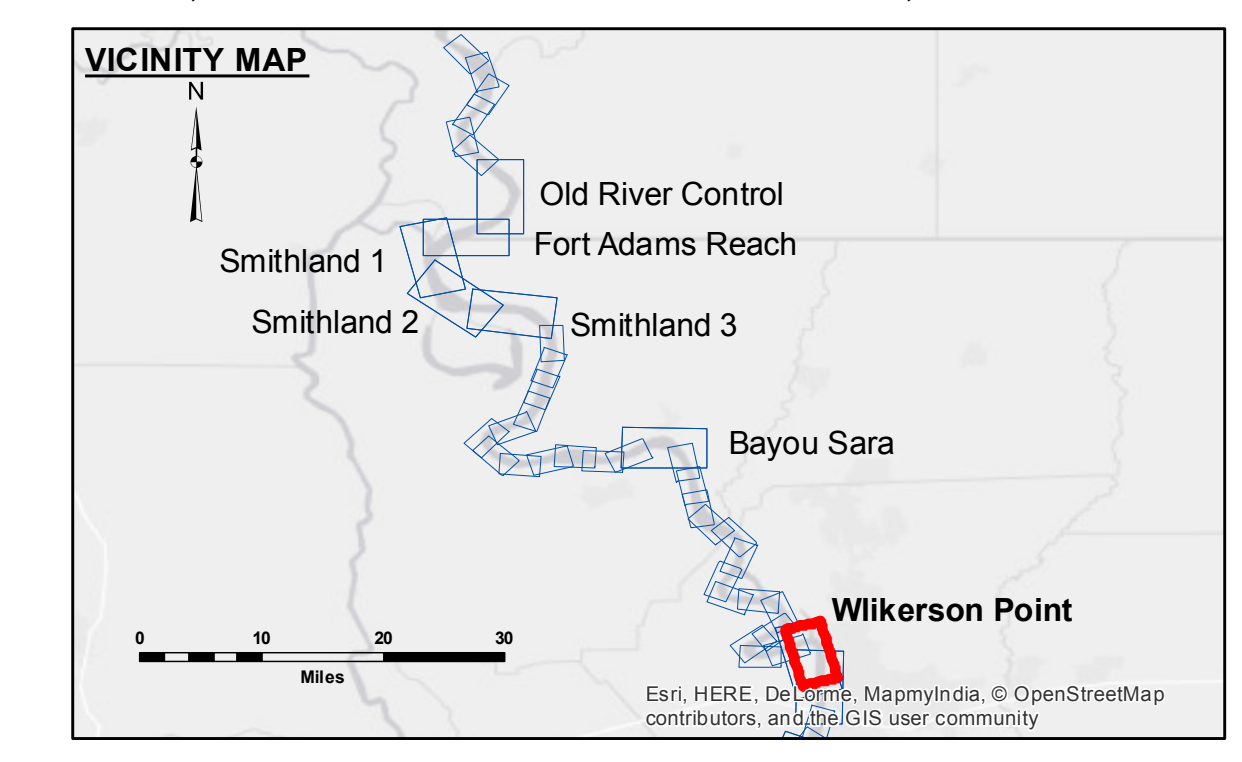 VICINITY MAP
N
Old River Control
Fort Adams Reach
Smithland 1
Smithland 2
Smithland 3
Bayou Sara
Wlikerson Point
0 10 20 30
Miles
Esri, HERE, DeLorme, MapmyIndia, © OpenStreetMap
contributors, and the GIS user community